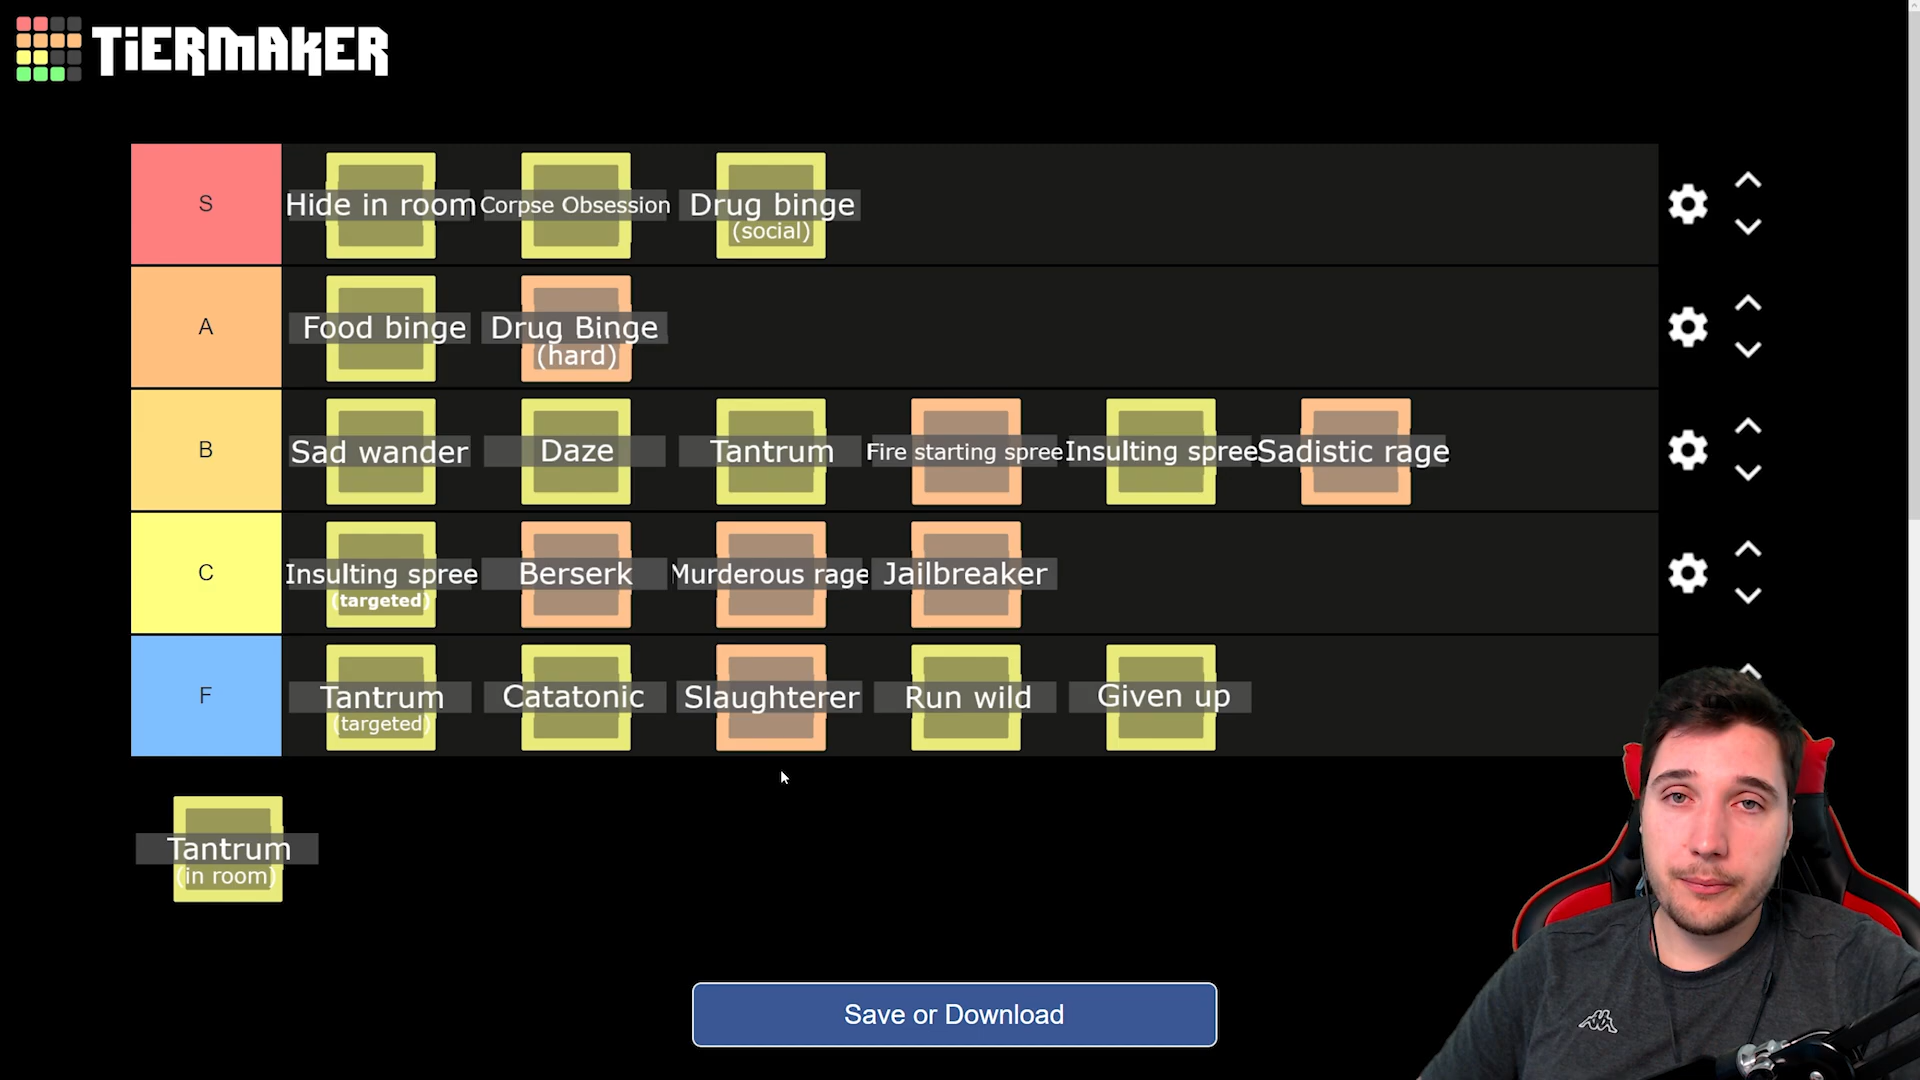 TiERMAKER
S
Hide in room
Corpse Obsession
Drug binge
(social)
A
Food binge
Drug Binge
(hard)
B
Sad wander
Daze
Tantrum
Fire starting spree
Insulting spree
Sadistic rage
C
Insulting spree
(targeted)
Berserk
Murderous rage
Jailbreaker
F
Tantrum
(targeted)
Catatonic
Slaughterer
Run wild
Given up
Tantrum
(in room)
Save or Download